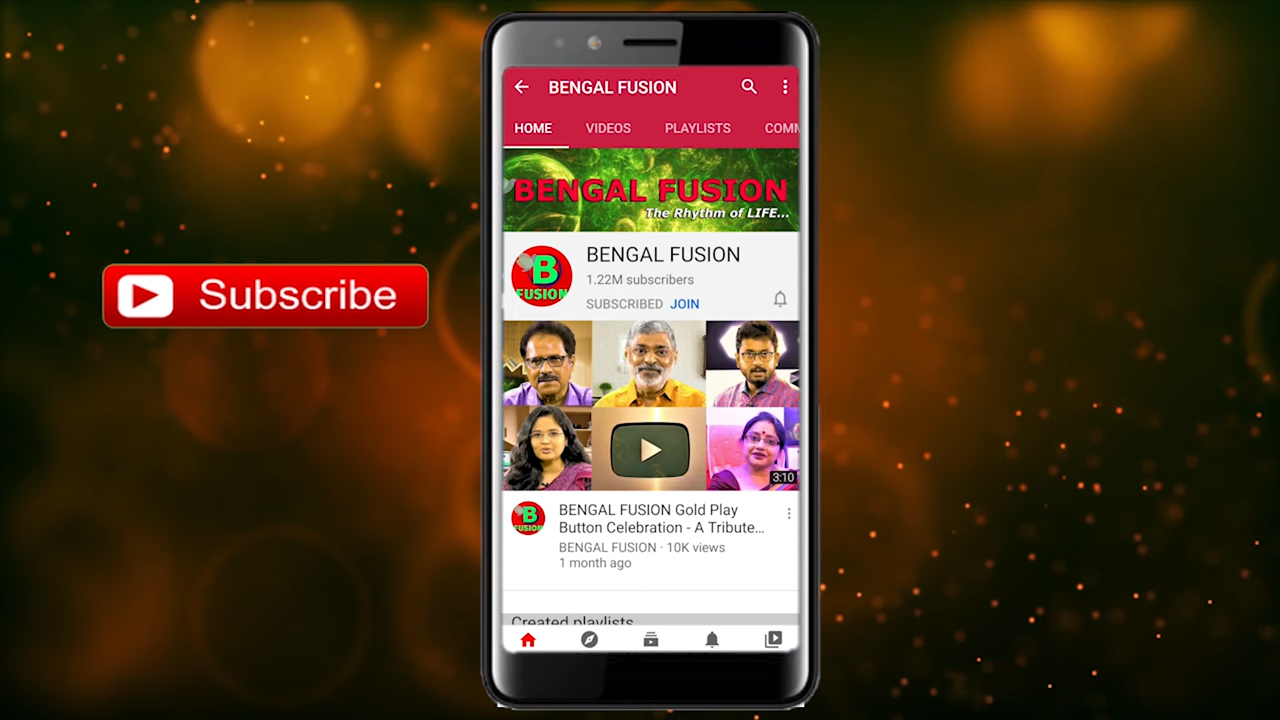 BENGAL FUSION
HOME VIDEOS PLAYLISTS COMM
BENGAL FUSION
The Rhythm of LIFE...
B
FUSION
BENGAL FUSION
1.22M subscribers
SUBSCRIBED JOIN
Subscribe
3:10
B
FUSION
BENGAL FUSION Gold Play
Button Celebration - A Tribute...
BENGAL FUSION · 10K views
1 month ago
Created playlists